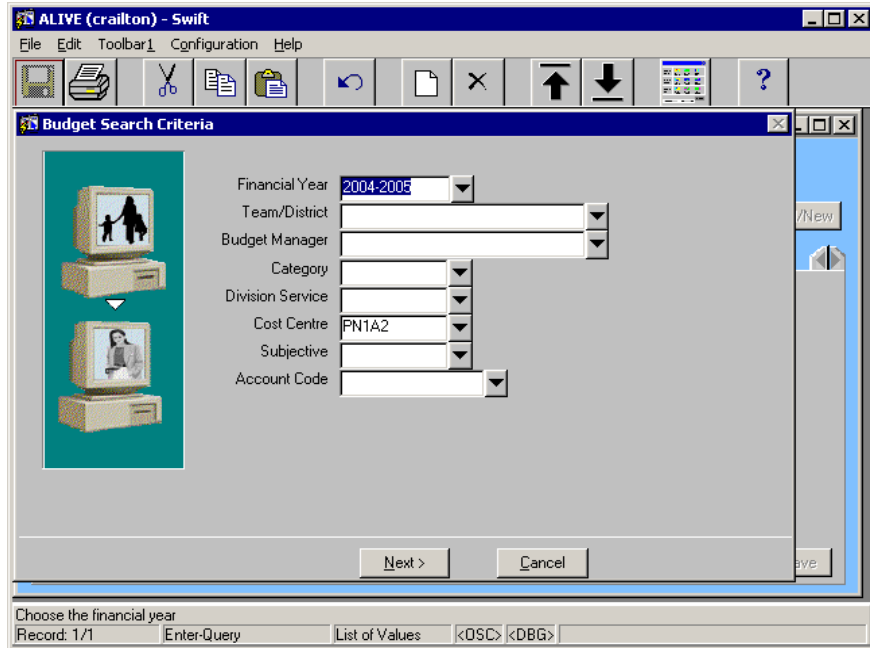 ALIVE (crailton) - Swift
File Edit Toolbar1 Configuration Help
?
Budget Search Criteria
Financial Year 2004-2005
Team/District
/New
Budget Manager
Category
Division Service
Cost Centre PN1A2
Subjective
Account Code
Next > Cancel
ave
Choose the financial year
Record: 1/1 Enter-Query List of Values <OSC> <DBG>